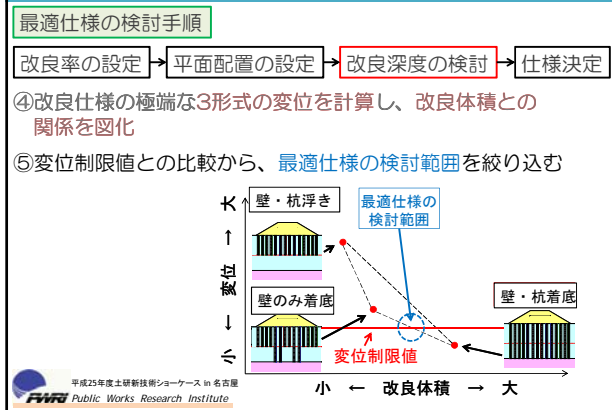 最適仕様の検討手順
改良率の設定 → 平面配置の設定 → 改良深度の検討 → 仕様決定
④改良仕様の極端な3形式の変位を計算し、改良体積との
関係を図化
⑤変位制限値との比較から、最適仕様の検討範囲を絞り込む
壁・杭浮き
最適仕様の
検討範囲
壁のみ着底
壁・杭着底
変位制限値
小 ← 変位 → 大
小 ← 改良体積 → 大
PWRI
平成25年度土研新技術ショーケース in 名古屋
Public Works Research Institute